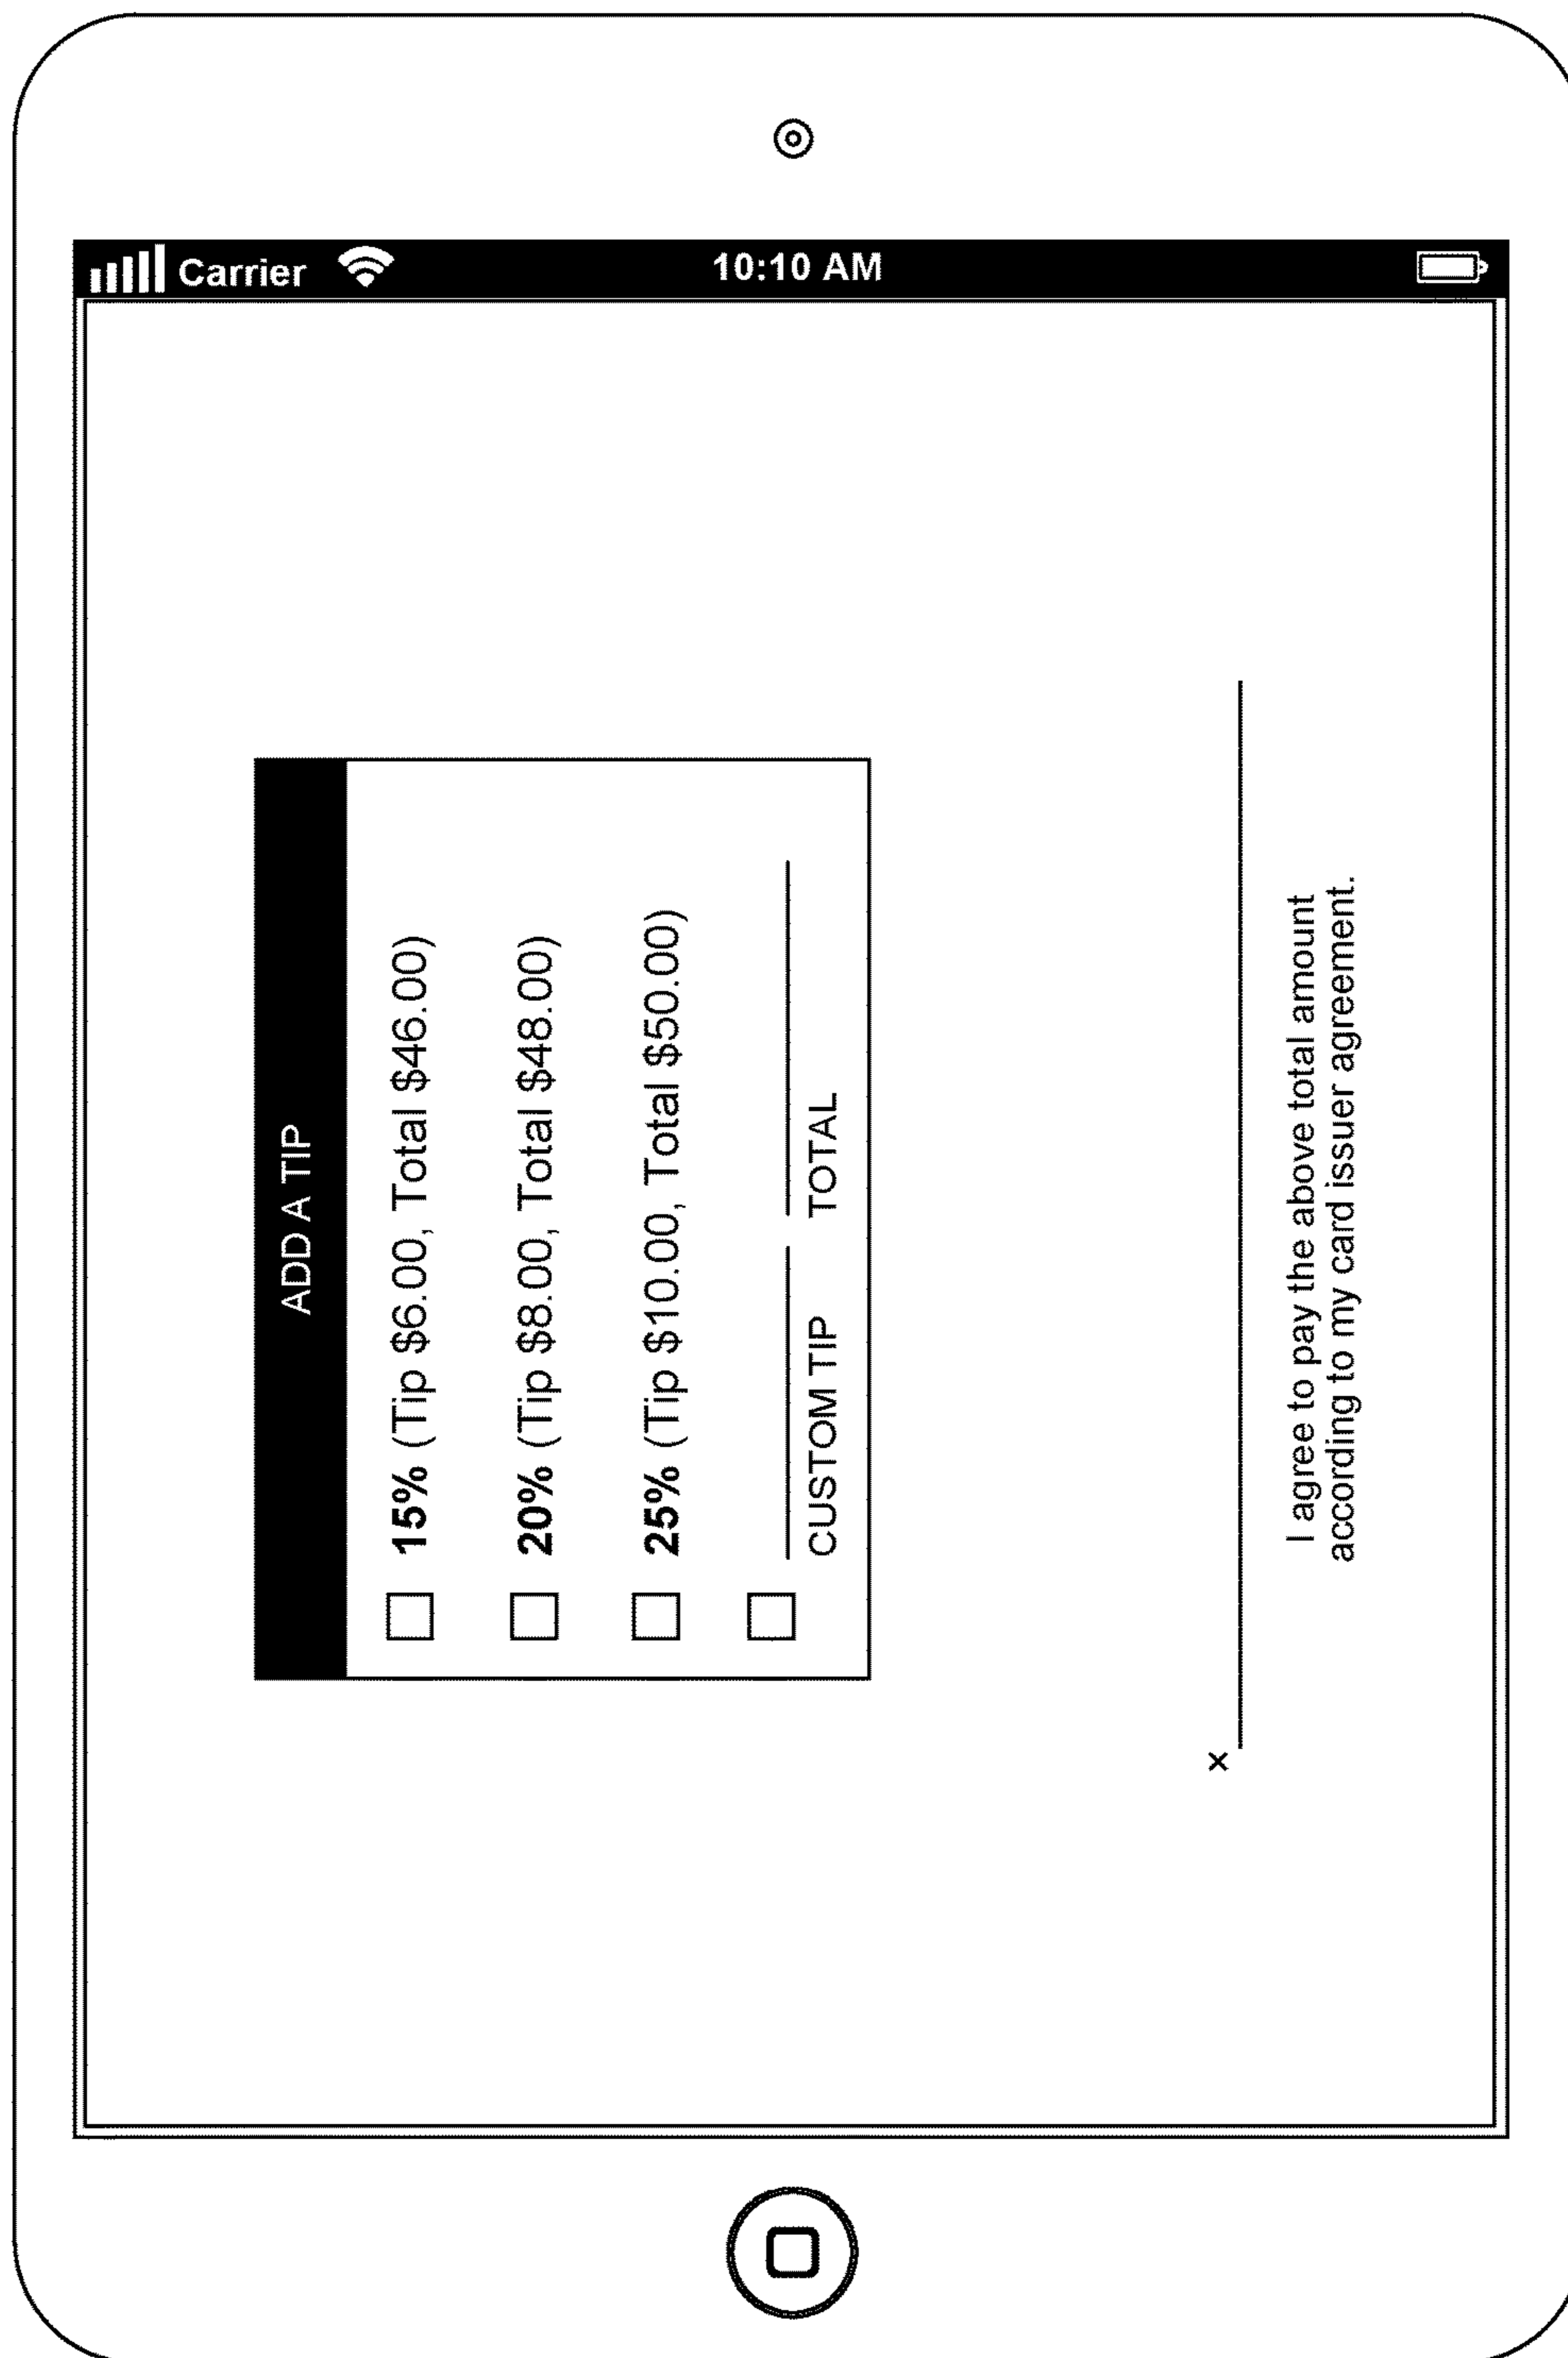 Carrier
10:10 AM
ADD A TIP
15% (Tip $6.00, Total $46.00)
20% (Tip $8.00, Total $48.00)
25% (Tip $10.00, Total $50.00)
CUSTOM TIP TOTAL
×
I agree to pay the above total amount
according to my card issuer agreement.